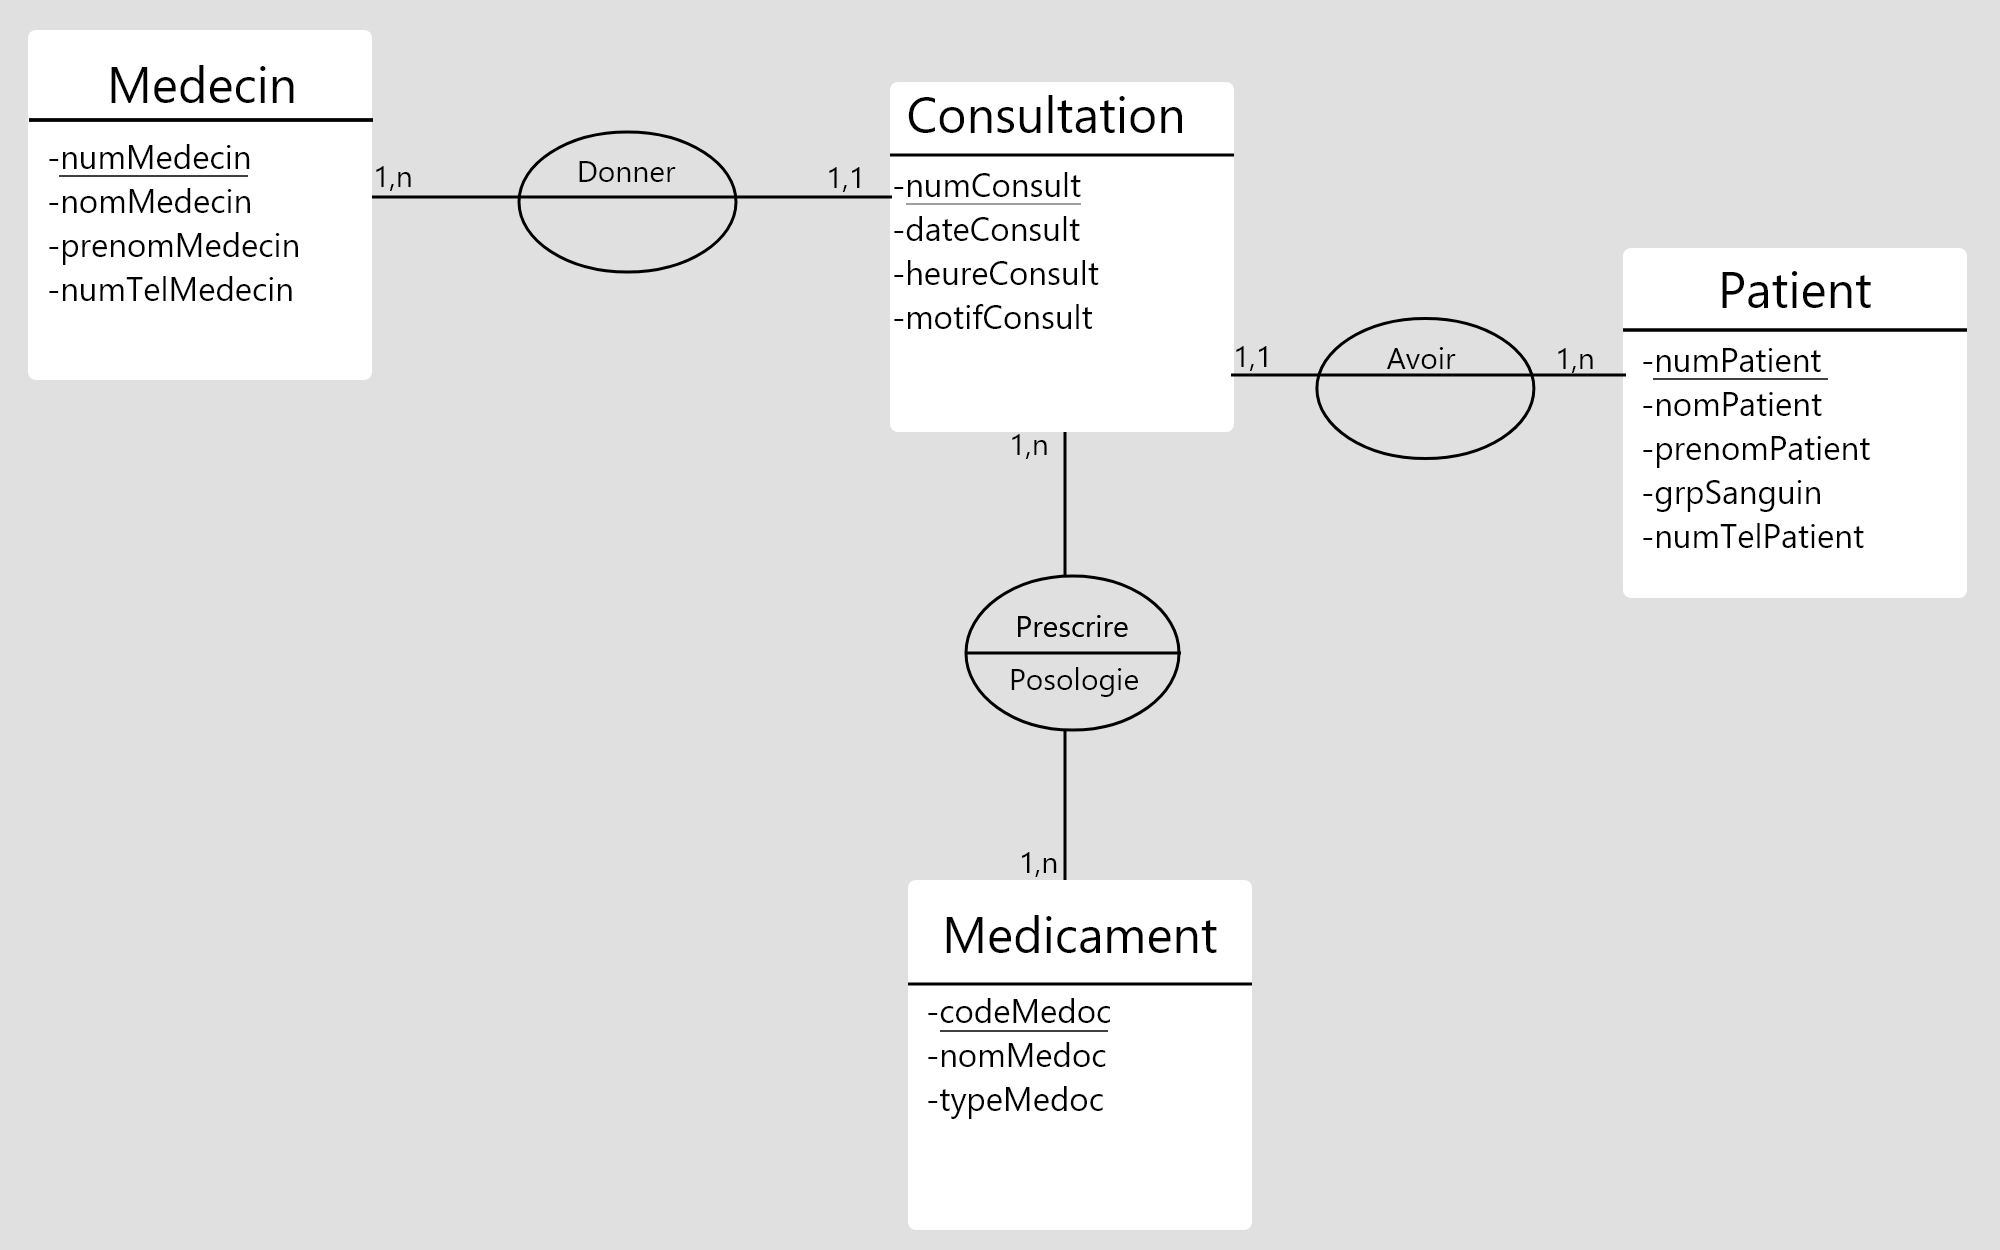 Medecin
-numMedecin
-nomMedecin
-prenomMedecin
-numTelMedecin
1,n
Donner
1,1
Consultation
-numConsult
-dateConsult
-heureConsult
-motifConsult
1,1
Avoir
1,n
Patient
-numPatient
-nomPatient
-prenomPatient
-grpSanguin
-numTelPatient
1,n
Prescrire
Posologie
1,n
Medicament
-codeMedoc
-nomMedoc
-typeMedoc